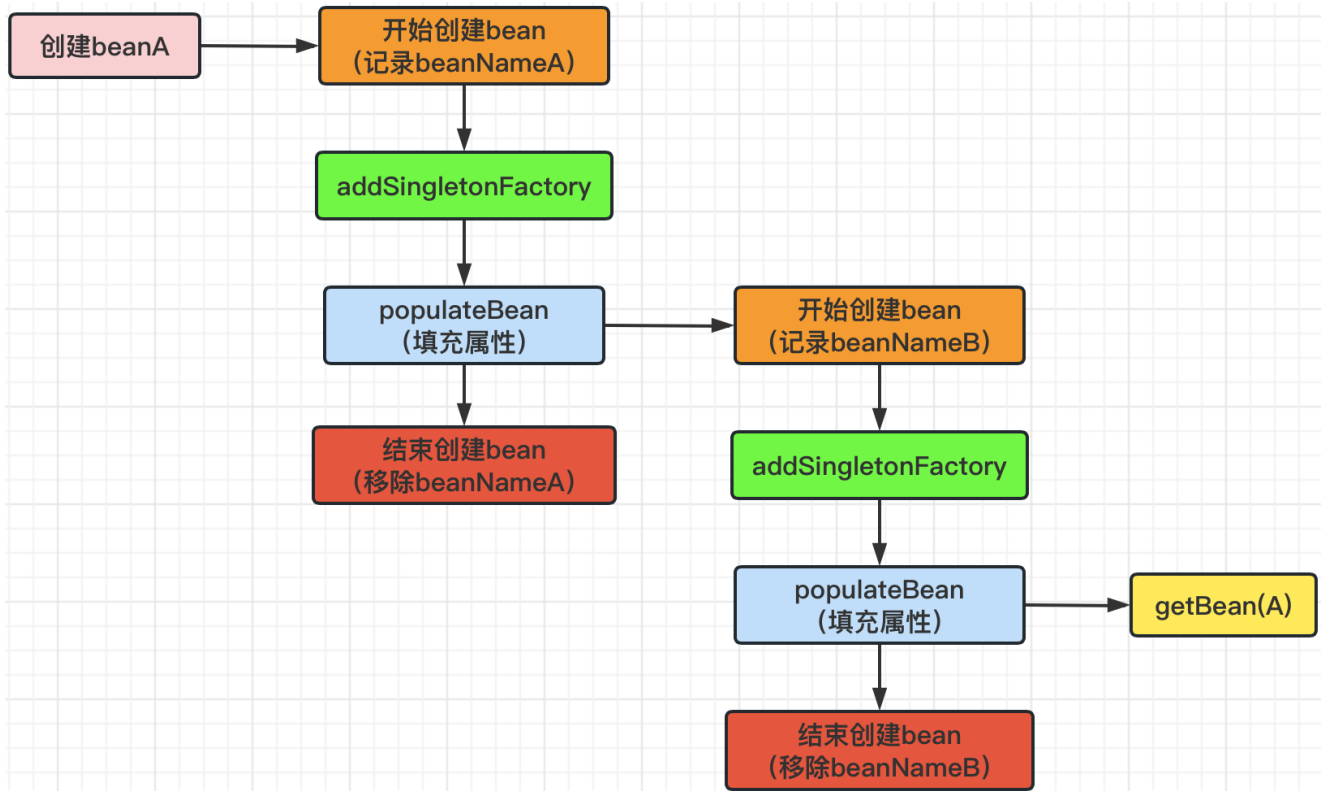 创建beanA
开始创建bean
（记录beanNameA）
addSingletonFactory
populateBean
（填充属性）
结束创建bean
（移除beanNameA）
开始创建bean
（记录beanNameB）
addSingletonFactory
populateBean
（填充属性）
getBean(A)
结束创建bean
（移除beanNameB）